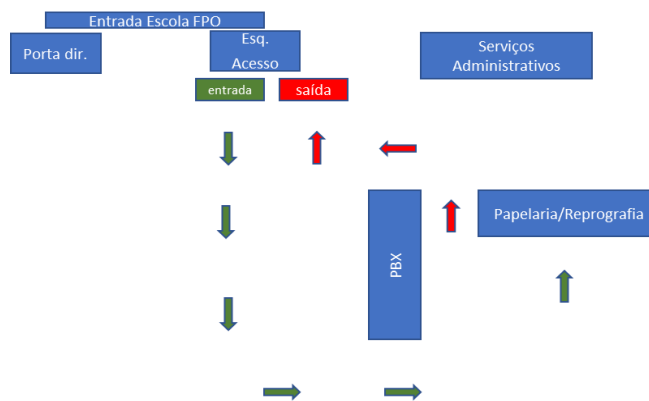 Entrada Escola FPO
Porta dir.
Esq.
Acesso
Serviços
Administrativos
entrada
saída
PBX
Papelaria/Reprografia